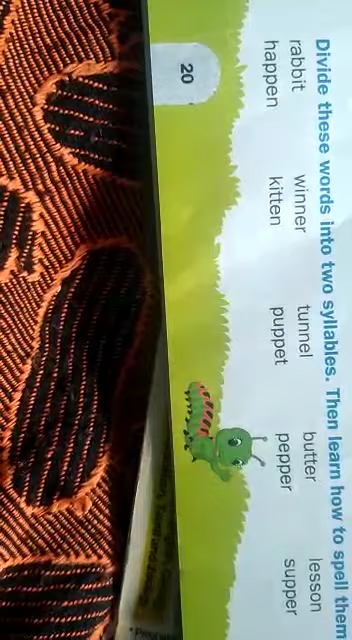 Divide these words into two syllables. Then learn how to spell them
rabbit winner tunnel butter lesson
happen kitten puppet pepper supper
20